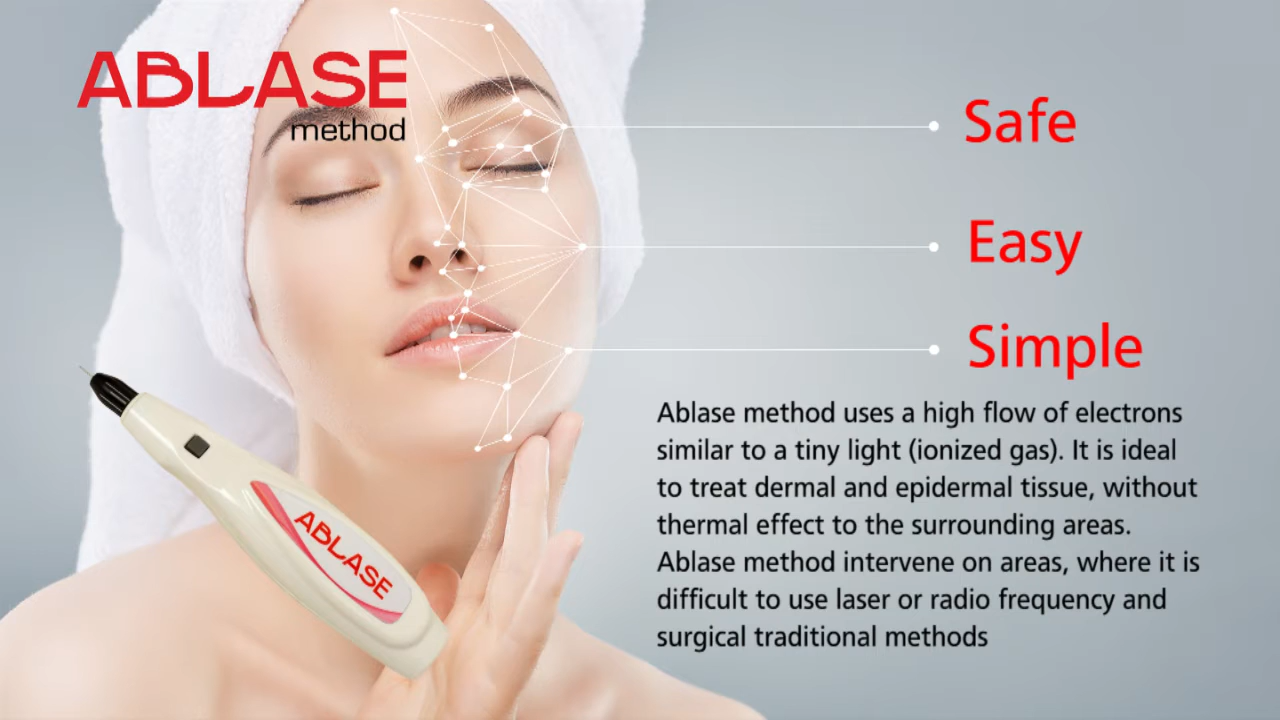 ABLASE
method
Safe
Easy
Simple
Ablase method uses a high flow of electrons
similar to a tiny light (ionized gas). It is ideal
to treat dermal and epidermal tissue, without
thermal effect to the surrounding areas.
Ablase method intervene on areas, where it is
difficult to use laser or radio frequency and
surgical traditional methods
ABLASE